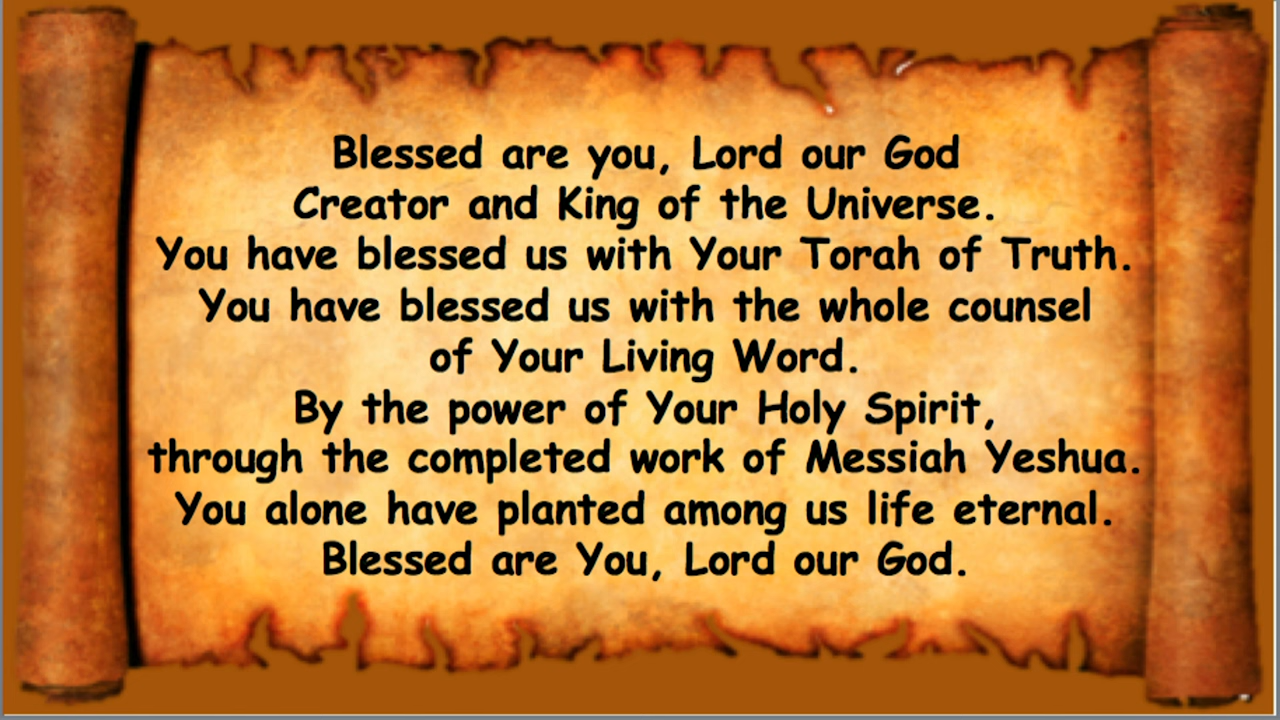 Blessed are you, Lord our God
Creator and King of the Universe.
You have blessed us with Your Torah of Truth.
You have blessed us with the whole counsel
of Your Living Word.
By the power of Your Holy Spirit,
through the completed work of Messiah Yeshua.
You alone have planted among us life eternal.
Blessed are You, Lord our God.